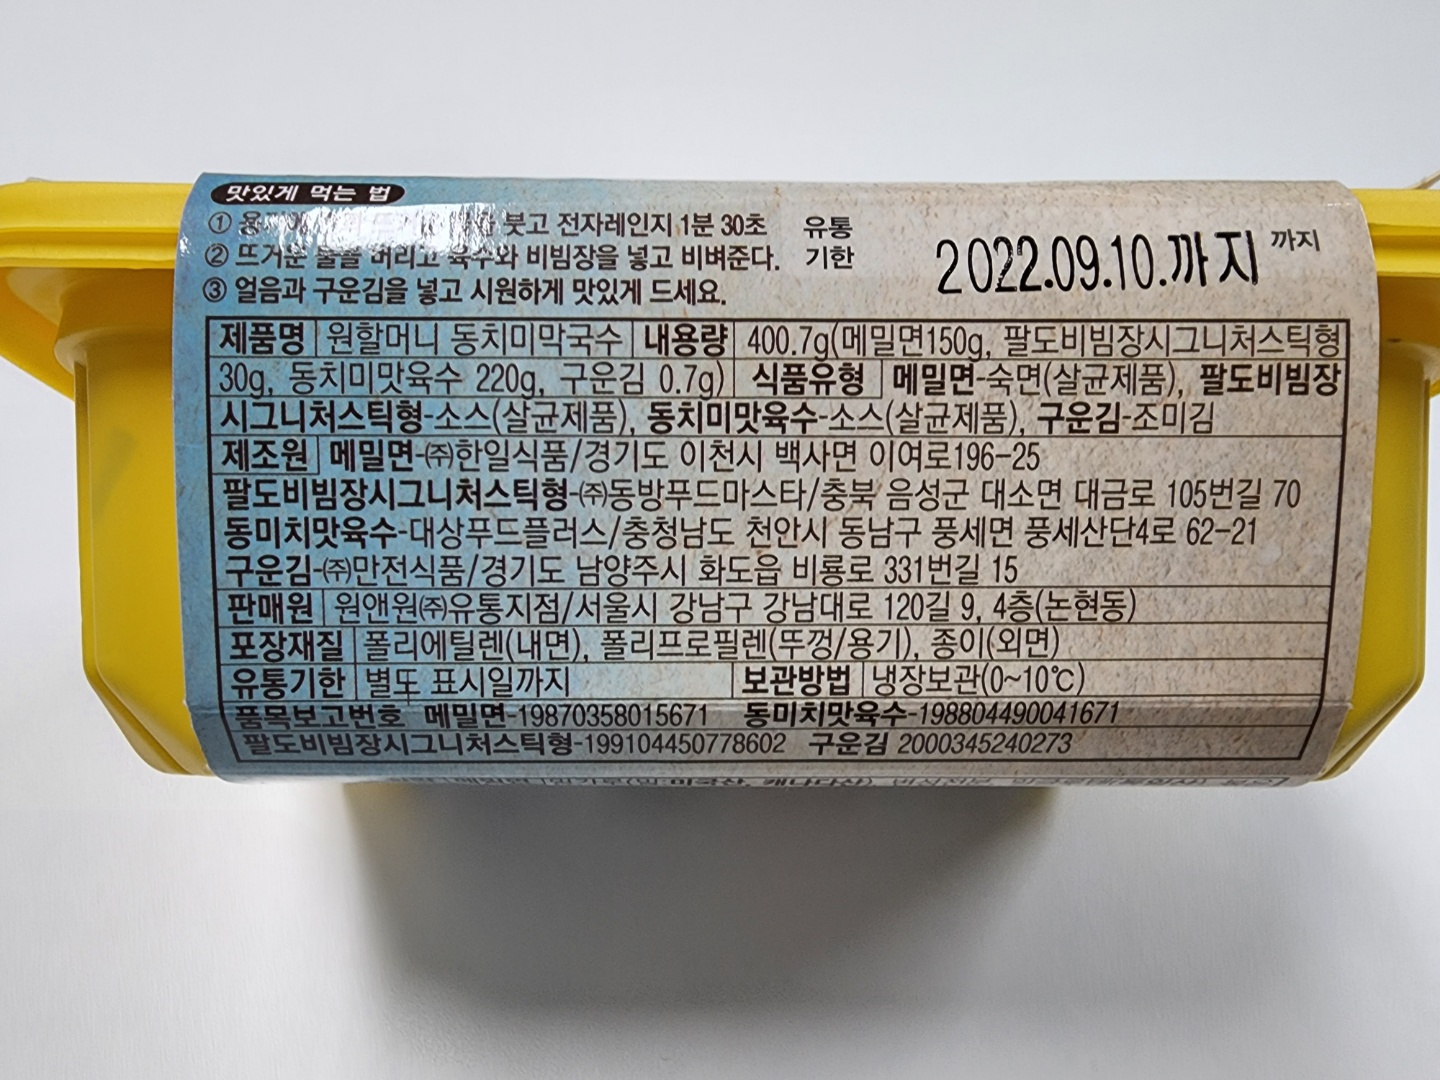 맛있게 먹는 법
① 붓고 전자레인지 1분 30초
② 뜨거운 물을 버리고 육수와 비빔장을 넣고 비벼준다.
③ 얼음과 구운김을 넣고 시원하게 맛있게 드세요.
유통
기한
2022.09.10.까지 까지
제품명 원할머니 동치미막국수 내용량 400.7g(메밀면150g, 팔도비빔장시그니처스틱형
30g, 동치미맛육수 220g, 구운김 0.7g) 식품유형 메밀면-숙면(살균제품), 팔도비빔장
시그니처스틱형-소스(살균제품), 동치미맛육수-소스(살균제품), 구운김-조미김
제조원 메밀면-㈜한일식품/경기도 이천시 백사면 이여로196-25
팔도비빔장시그니처스틱형-㈜동방푸드마스타/충북 음성군 대소면 대금로 105번길 70
동미치맛육수-대상푸드플러스/충청남도 천안시 동남구 풍세면 풍세산단4로 62-21
구운김-㈜만전식품/경기도 남양주시 화도읍 비룡로 331번길 15
판매원 원앤원㈜유통지점/서울시 강남구 강남대로 120길 9, 4층(논현동)
포장재질 폴리에틸렌(내면), 폴리프로필렌(뚜껑/용기), 종이(외면)
유통기한 별도 표시일까지 보관방법 냉장보관(0~10℃)
품목보고번호 메밀면-19870358015671 동미치맛육수-198804490041671
팔도비빔장시그니처스틱형-199104450778602 구운김 2000345240273
미국산, 캐나다산)